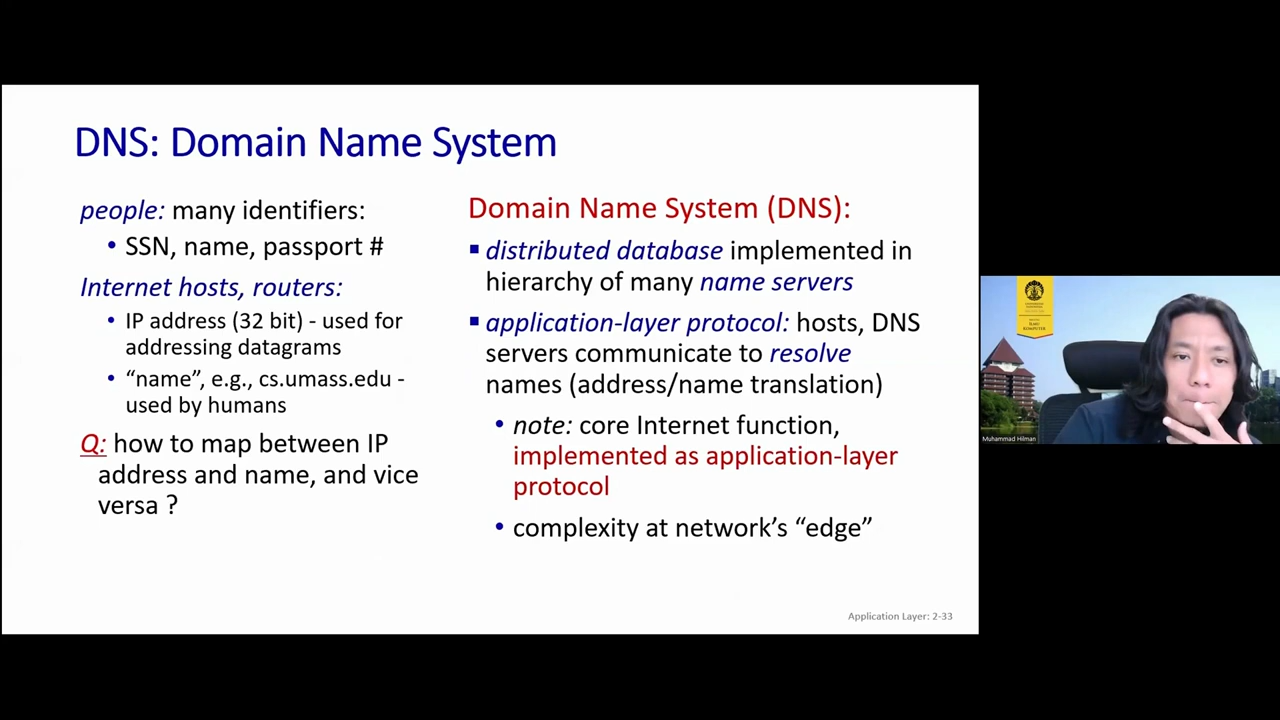 DNS: Domain Name System
people: many identifiers:
• SSN, name, passport #
Internet hosts, routers:
• IP address (32 bit) - used for
addressing datagrams
• “name”, e.g., cs.umass.edu -
used by humans
Q: how to map between IP
address and name, and vice
versa ?
Domain Name System (DNS):
▪ distributed database implemented in
hierarchy of many name servers
▪ application-layer protocol: hosts, DNS
servers communicate to resolve
names (address/name translation)
• note: core Internet function,
implemented as application-layer
protocol
• complexity at network’s “edge”
Application Layer: 2-33
ILMU
KOMPUTER
Muhammad Hilman